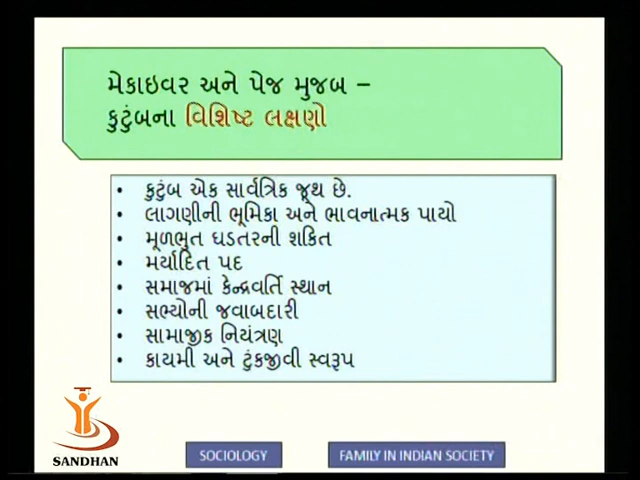 મેકાઇવર અને પેજ મુજબ –
કુટુંબના વિશિષ્ટ લક્ષણો
• કુટુંબ એક સાર્વત્રિક જૂથ છે.
• લાગણીની ભૂમિકા અને ભાવનાત્મક પાયો
• મૂળભુત ઘડતરની શકિત
• મર્યાદિત પદ
• સમાજમાં કેન્દ્રવર્તિ સ્થાન
• સભ્યોની જવાબદારી
• સામાજીક નિયંત્રણ
• કાયમી અને ટુંકજીવી સ્વરૂપ
SANDHAN
SOCIOLOGY
FAMILY IN INDIAN SOCIETY